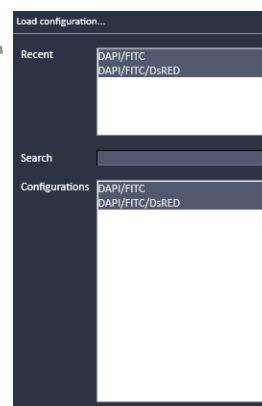 Load configuration...
Recent
DAPI/FITC
DAPI/FITC/DsRED
Search
Configurations
DAPI/FITC
DAPI/FITC/DsRED